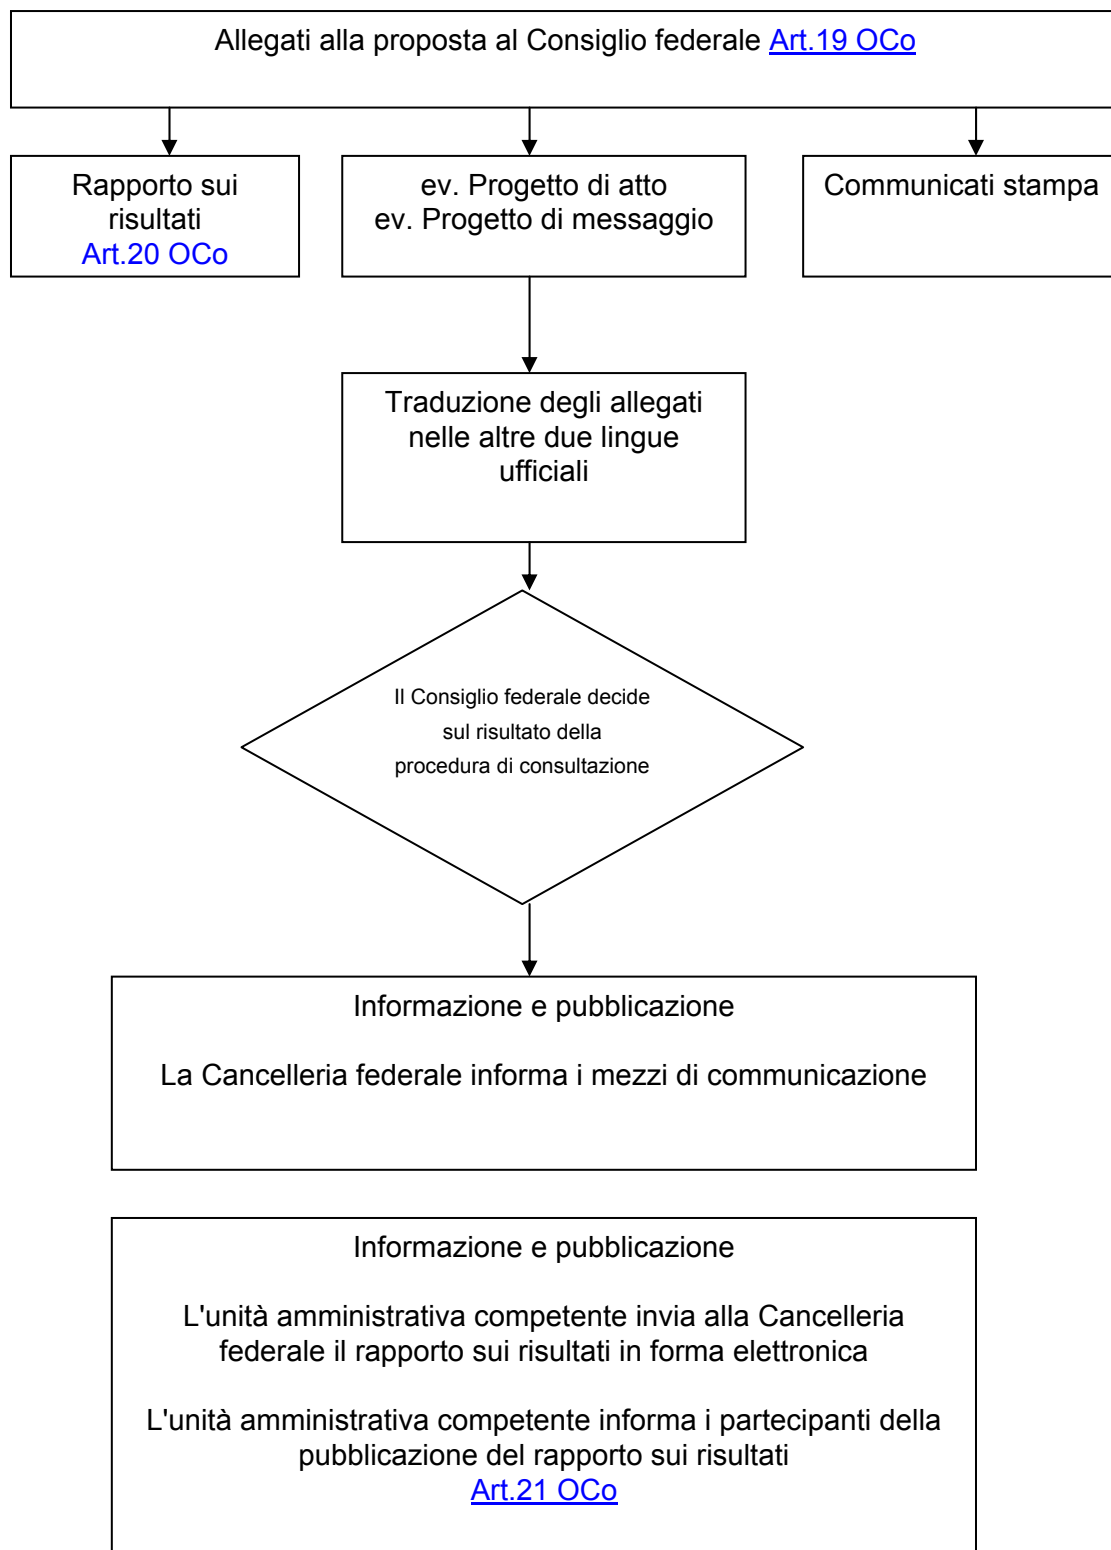 Allegati alla proposta al Consiglio federale Art.19 OCo
Rapporto sui
risultati
Art.20 OCo
ev. Progetto di atto
ev. Progetto di messaggio
Communicati stampa
Traduzione degli allegati
nelle altre due lingue
ufficiali
Il Consiglio federale decide
sul risultato della
procedura di consultazione
Informazione e pubblicazione
La Cancelleria federale informa i mezzi di communicazione
Informazione e pubblicazione
L'unità amministrativa competente invia alla Cancelleria
federale il rapporto sui risultati in forma elettronica
L'unità amministrativa competente informa i partecipanti della
pubblicazione del rapporto sui risultati
Art.21 OCo